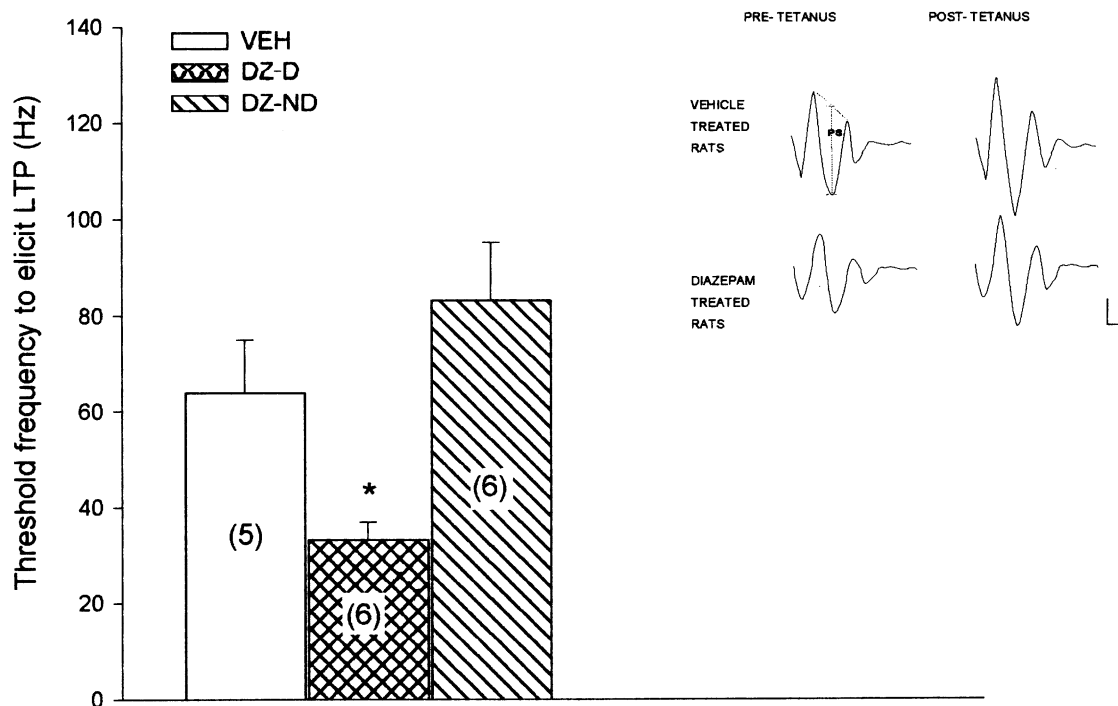 Threshold frequency to elicit LTP (Hz)
140
120
100
80
60
40
20
0
VEH
DZ-D
DZ-ND
(5)
*
(6)
(6)
PRE- TETANUS
POST- TETANUS
VEHICLE
TREATED
RATS
PS
DIAZEPAM
TREATED
RATS